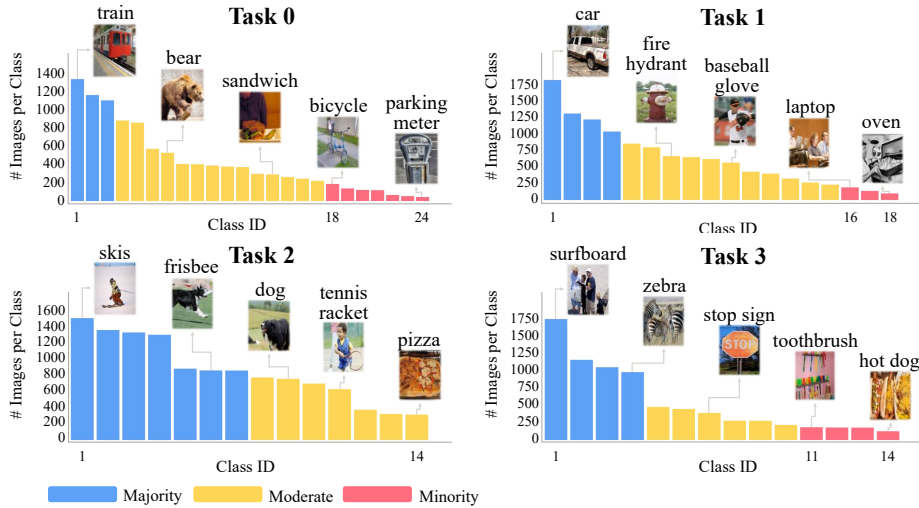 Task 0
# Images per Class
1400
1200
1000
800
600
400
200
0
train
bear
sandwich
bicycle
parking
meter
1
18
24
Class ID
Task 1
# Images per Class
1750
1500
1250
1000
750
500
250
0
car
fire
hydrant
baseball
glove
laptop
oven
1
16
18
Class ID
Task 2
# Images per Class
1600
1400
1200
1000
800
600
400
200
0
skis
frisbee
dog
tennis
racket
pizza
1
14
Class ID
Task 3
# Images per Class
1750
1500
1250
1000
750
500
250
0
surfboard
zebra
stop sign
STOP
toothbrush
hot dog
1
11
14
Class ID
Majority
Moderate
Minority